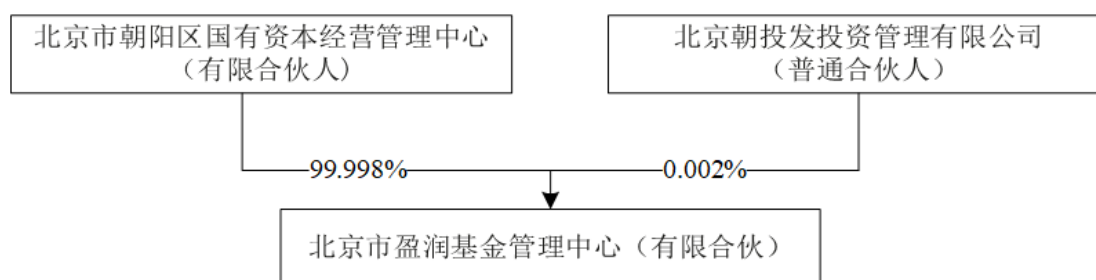 北京市朝阳区国有资本经营管理中心
（有限合伙人)
北京朝投发投资管理有限公司
（普通合伙人）
99.998%
0.002%
北京市盈润基金管理中心（有限合伙）